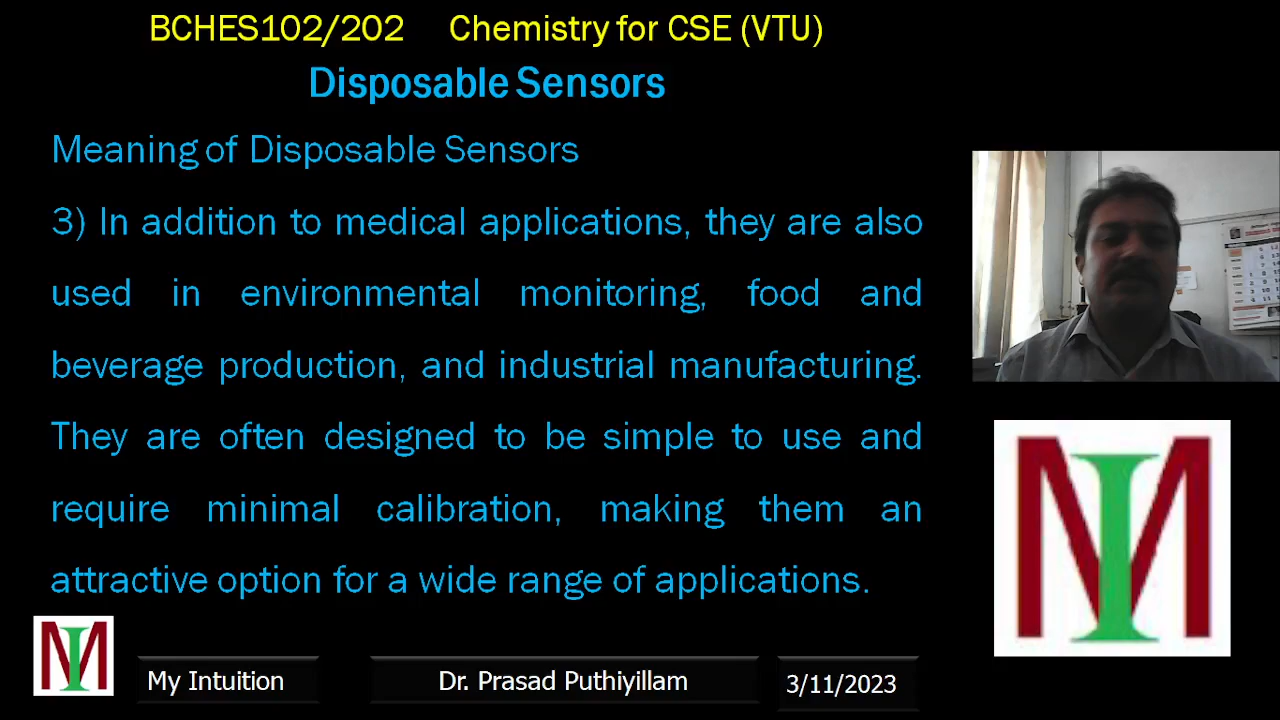 BCHES102/202 Chemistry for CSE (VTU)
Disposable Sensors
Meaning of Disposable Sensors
3) In addition to medical applications, they are also
used in environmental monitoring, food and
beverage production, and industrial manufacturing.
They are often designed to be simple to use and
require minimal calibration, making them an
attractive option for a wide range of applications.
MI
MI
My Intuition
Dr. Prasad Puthiyillam
3/11/2023